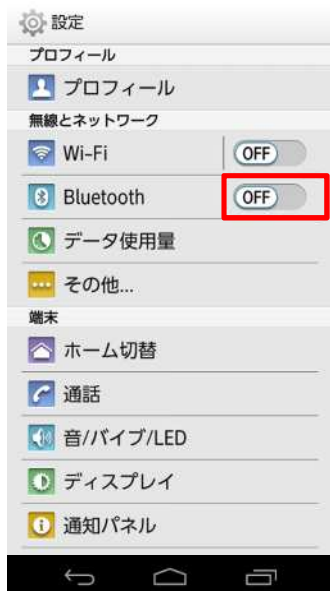 設定
プロフィール
プロフィール
無線とネットワーク
Wi-Fi OFF
Bluetooth OFF
データ使用量
その他...
端末
ホーム切替
通話
音/バイブ/LED
ディスプレイ
通知パネル